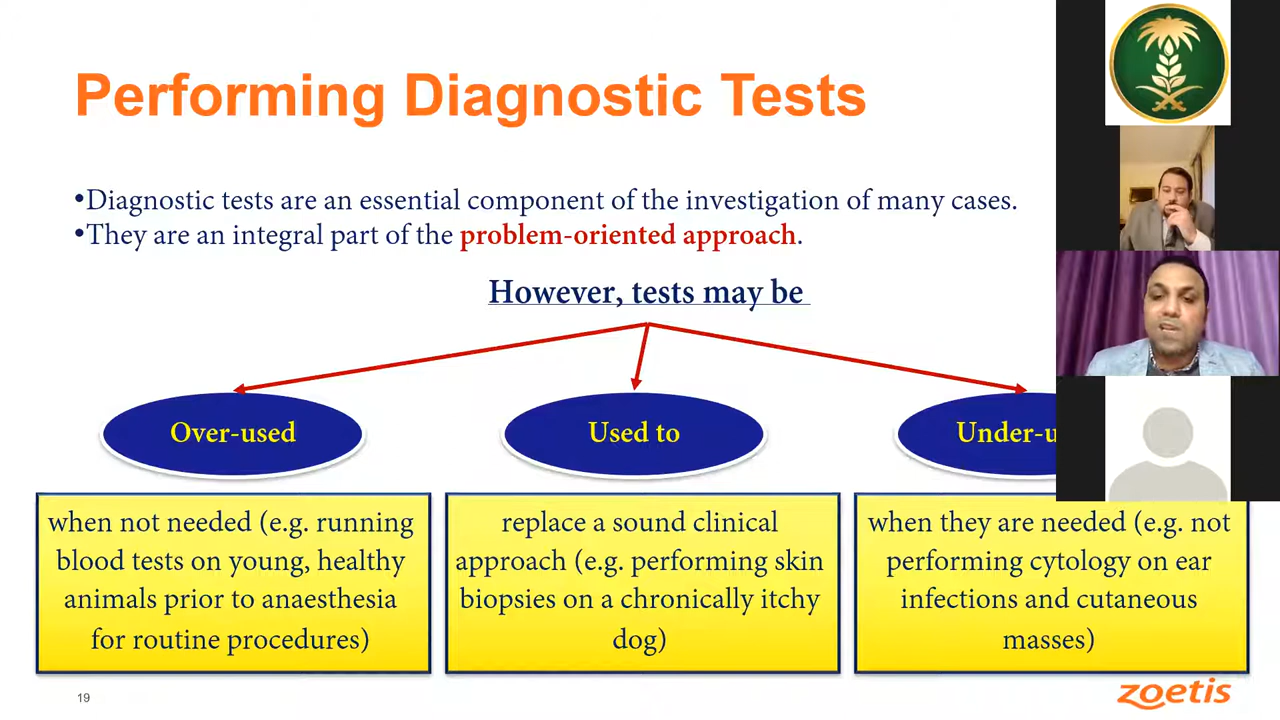 Performing Diagnostic Tests
•Diagnostic tests are an essential component of the investigation of many cases.
•They are an integral part of the problem-oriented approach.
However, tests may be
Over-used
Used to
when not needed (e.g. running
blood tests on young, healthy
animals prior to anaesthesia
for routine procedures)
replace a sound clinical
approach (e.g. performing skin
biopsies on a chronically itchy
dog)
when they are needed (e.g. not
performing cytology on ear
infections and cutaneous
masses)
19
zoetis